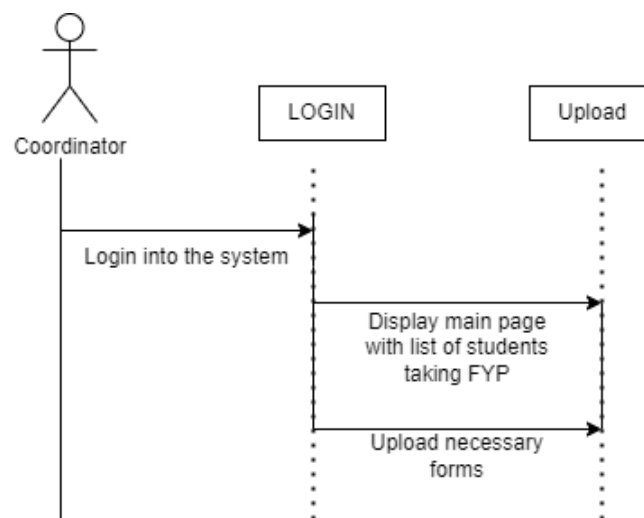 LOGIN
Upload
Coordinator
Login into the system
Display main page
with list of students
taking FYP
Upload necessary
forms